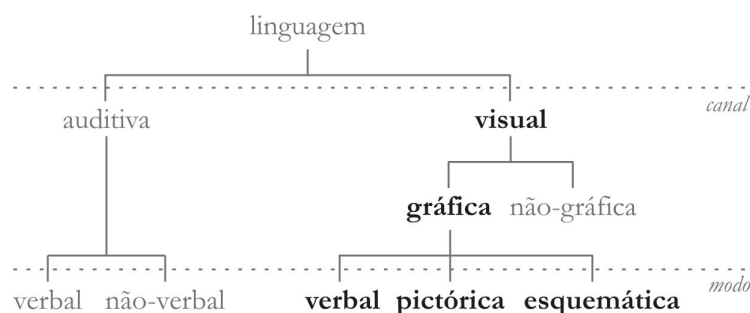 linguagem
canal
auditiva visual
gráfica não-gráfica
modo
verbal não-verbal verbal pictórica esquemática